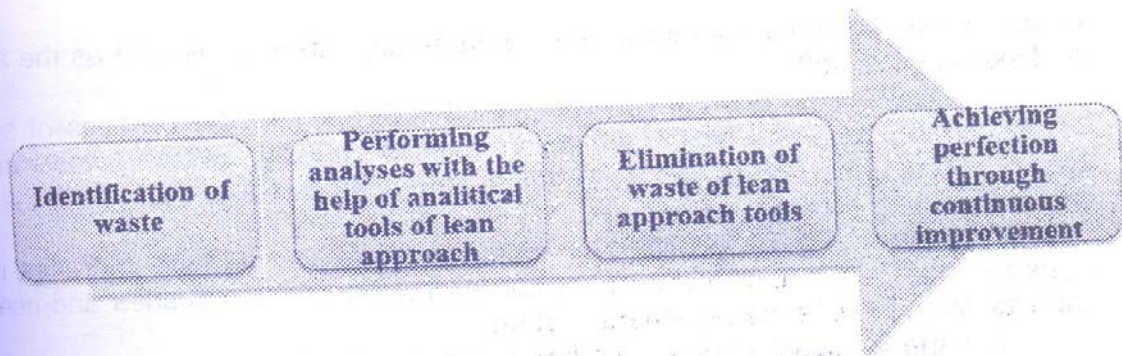 Identification of
waste
Performing
analyses with the
help of analitical
tools of lean
approach
Elimination of
waste of lean
approach tools
Achieving
perfection
through
continuous
improvement